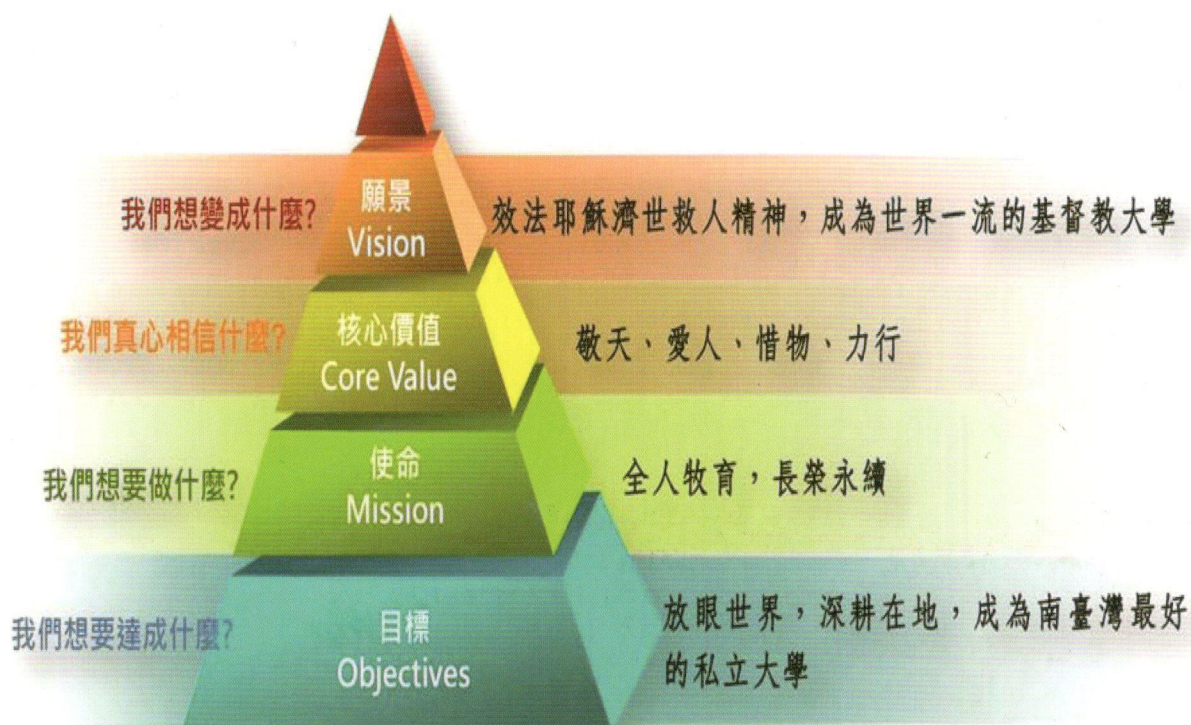 我們想變成什麼?
願景
Vision
效法耶穌濟世救人精神，成為世界一流的基督教大學
我們真心相信什麼?
核心價值
Core Value
敬天、愛人、惜物、力行
我們想要做什麼?
使命
Mission
全人牧育，長榮永續
我們想要達成什麼?
目標
Objectives
放眼世界，深耕在地，成為南臺灣最好
的私立大學